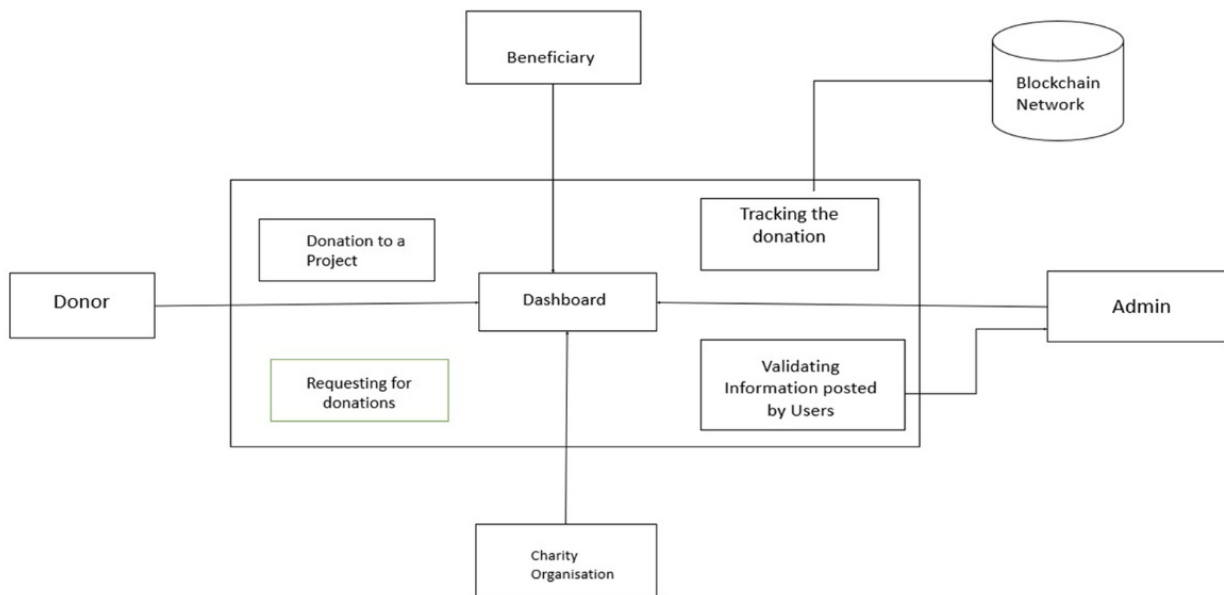 Beneficiary
Blockchain
Network
Tracking the
donation
Donation to a
Project
Donor
Dashboard
Admin
Requesting for
donations
Validating
Information posted
by Users
Charity
Organisation